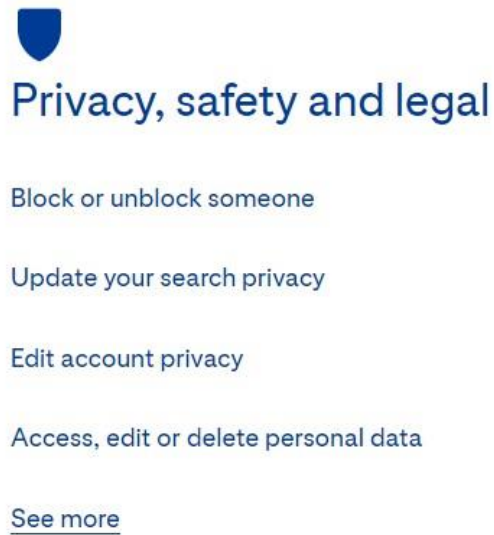 Privacy, safety and legal
Block or unblock someone
Update your search privacy
Edit account privacy
Access, edit or delete personal data
See more